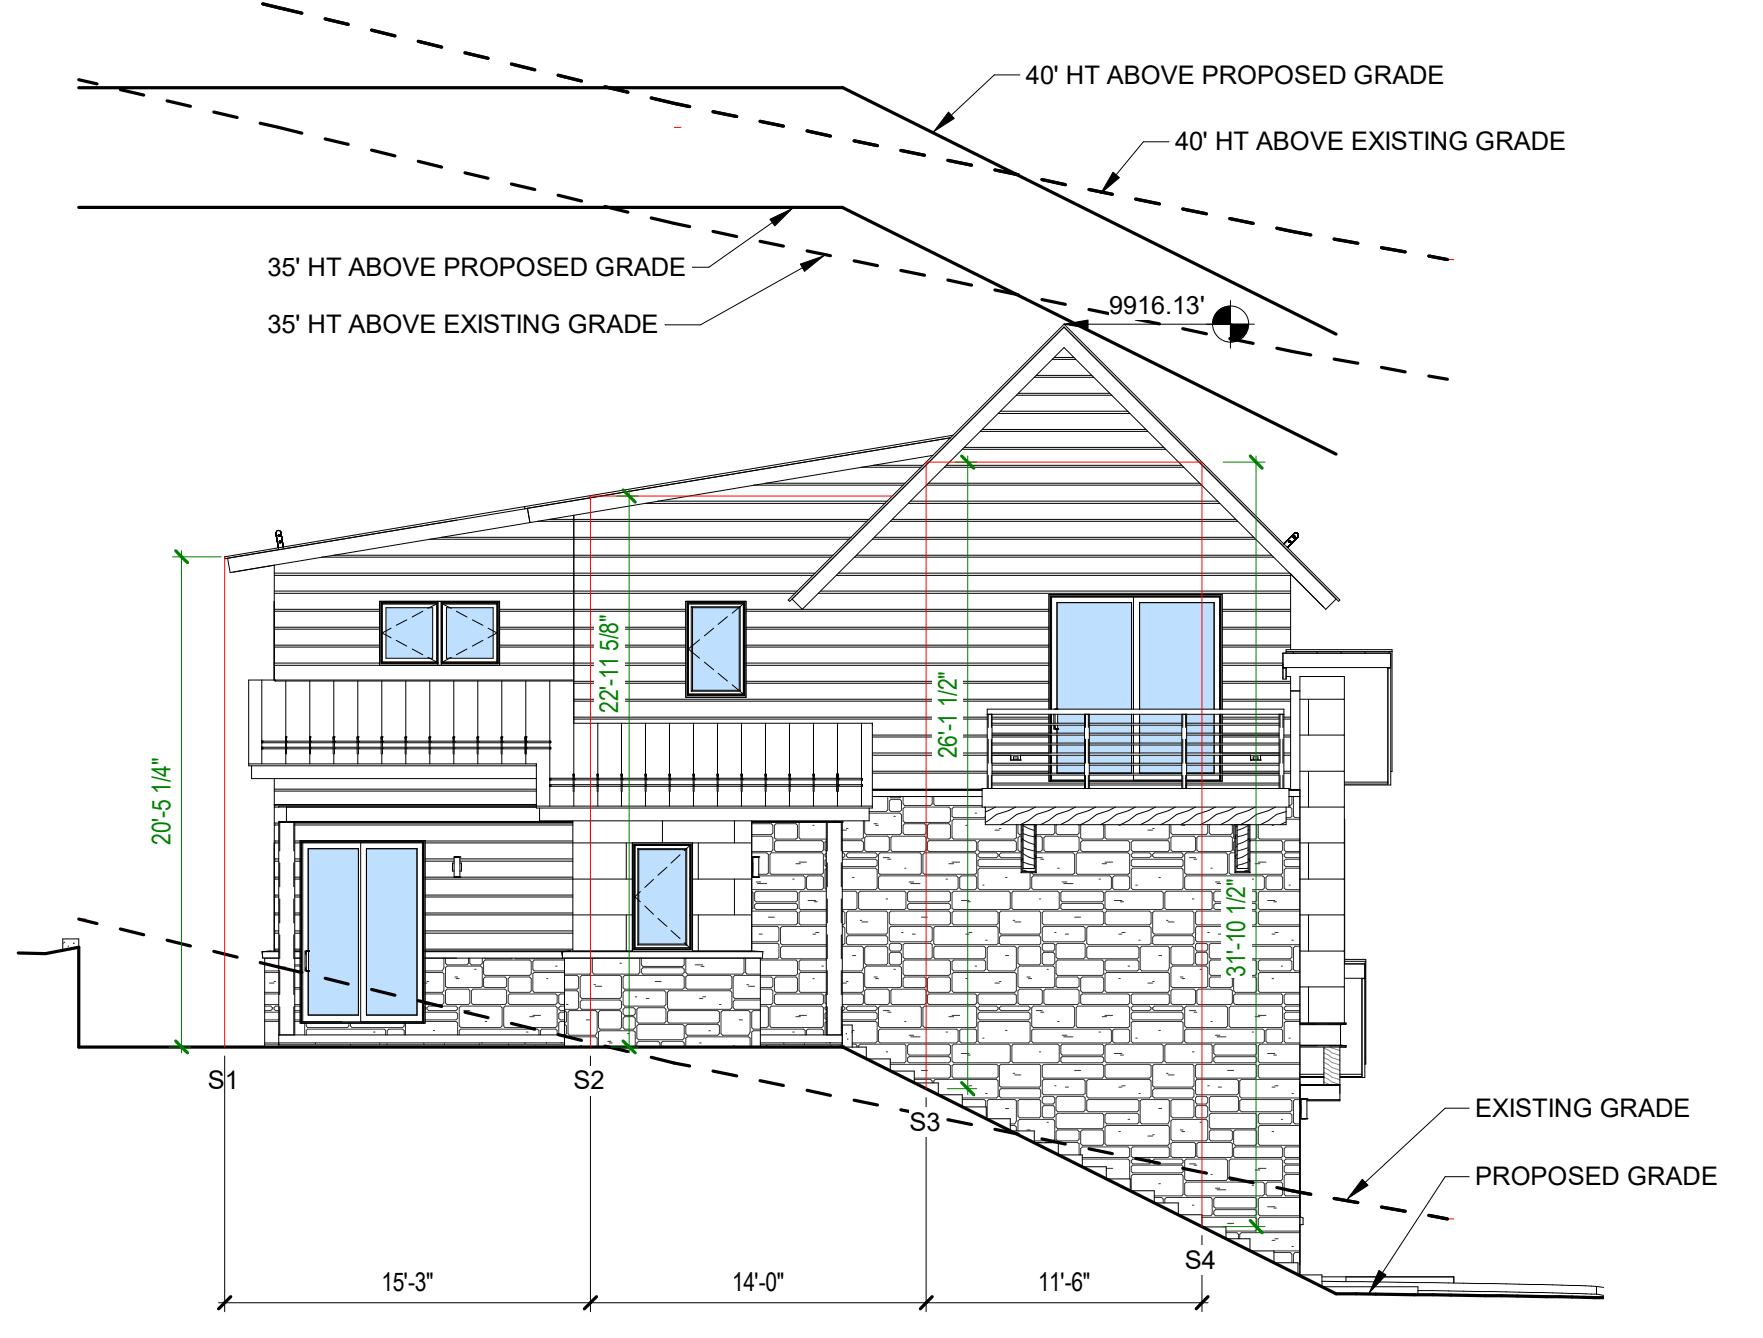 40' HT ABOVE PROPOSED GRADE
40' HT ABOVE EXISTING GRADE
35' HT ABOVE PROPOSED GRADE
9916.13'
35' HT ABOVE EXISTING GRADE
20'-5 1/4"
22'-11 5/8"
26'-1 1/2"
31'-10 1/2"
S1
S2
S3
EXISTING GRADE
PROPOSED GRADE
S4
15'-3"
14'-0"
11'-6"